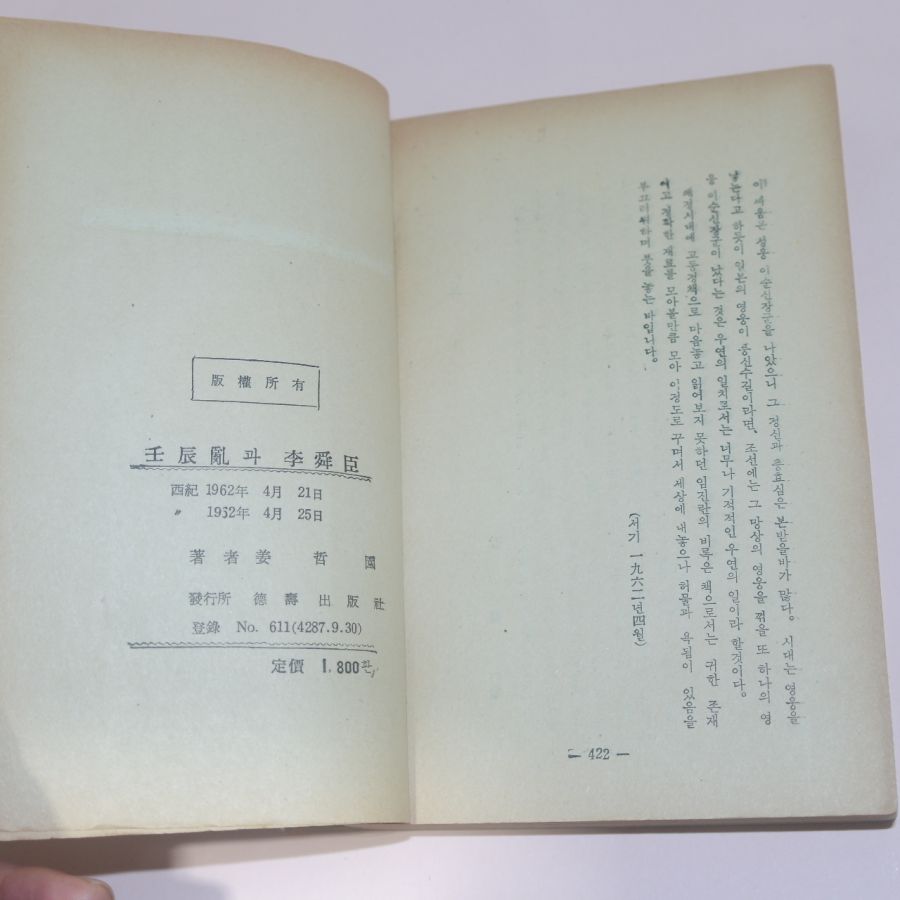 版權所有
壬辰亂과 李舜臣
西紀 1962年 4月 21日
〃 1952年 4月 25日
著者 姜 哲 國
發行所 德壽出版社
登錄 No. 611(4287.9.30)
定價 1,800환
이 싸움은 성웅 이순신장군을 나았으니 그 정신과 충효심은 본받을바가 많다. 시대는 영웅을
낳는다고 하듯이 일본의 영웅이 풍신수길이라면, 조선에는 그 망상의 영웅을 꺾을 또 하나의 영
웅 이순신장군이 났다는 것은 우연의 일치로서는 너무나 기적적인 우연의 일이라 할것이다.
왜정시대에 고등정책으로 마음놓고 읽어보지 못하던 임진란의 비록은 책으로서는 귀한 존재
이고 정확한 재료를 모아볼만큼 모아 이정도로 꾸며서 세상에 내놓으나 허물과 욕됨이 있음을
부끄러워하며 붓을 놓는 바입니다.
(서기 一九六二년四월)
— 422 —